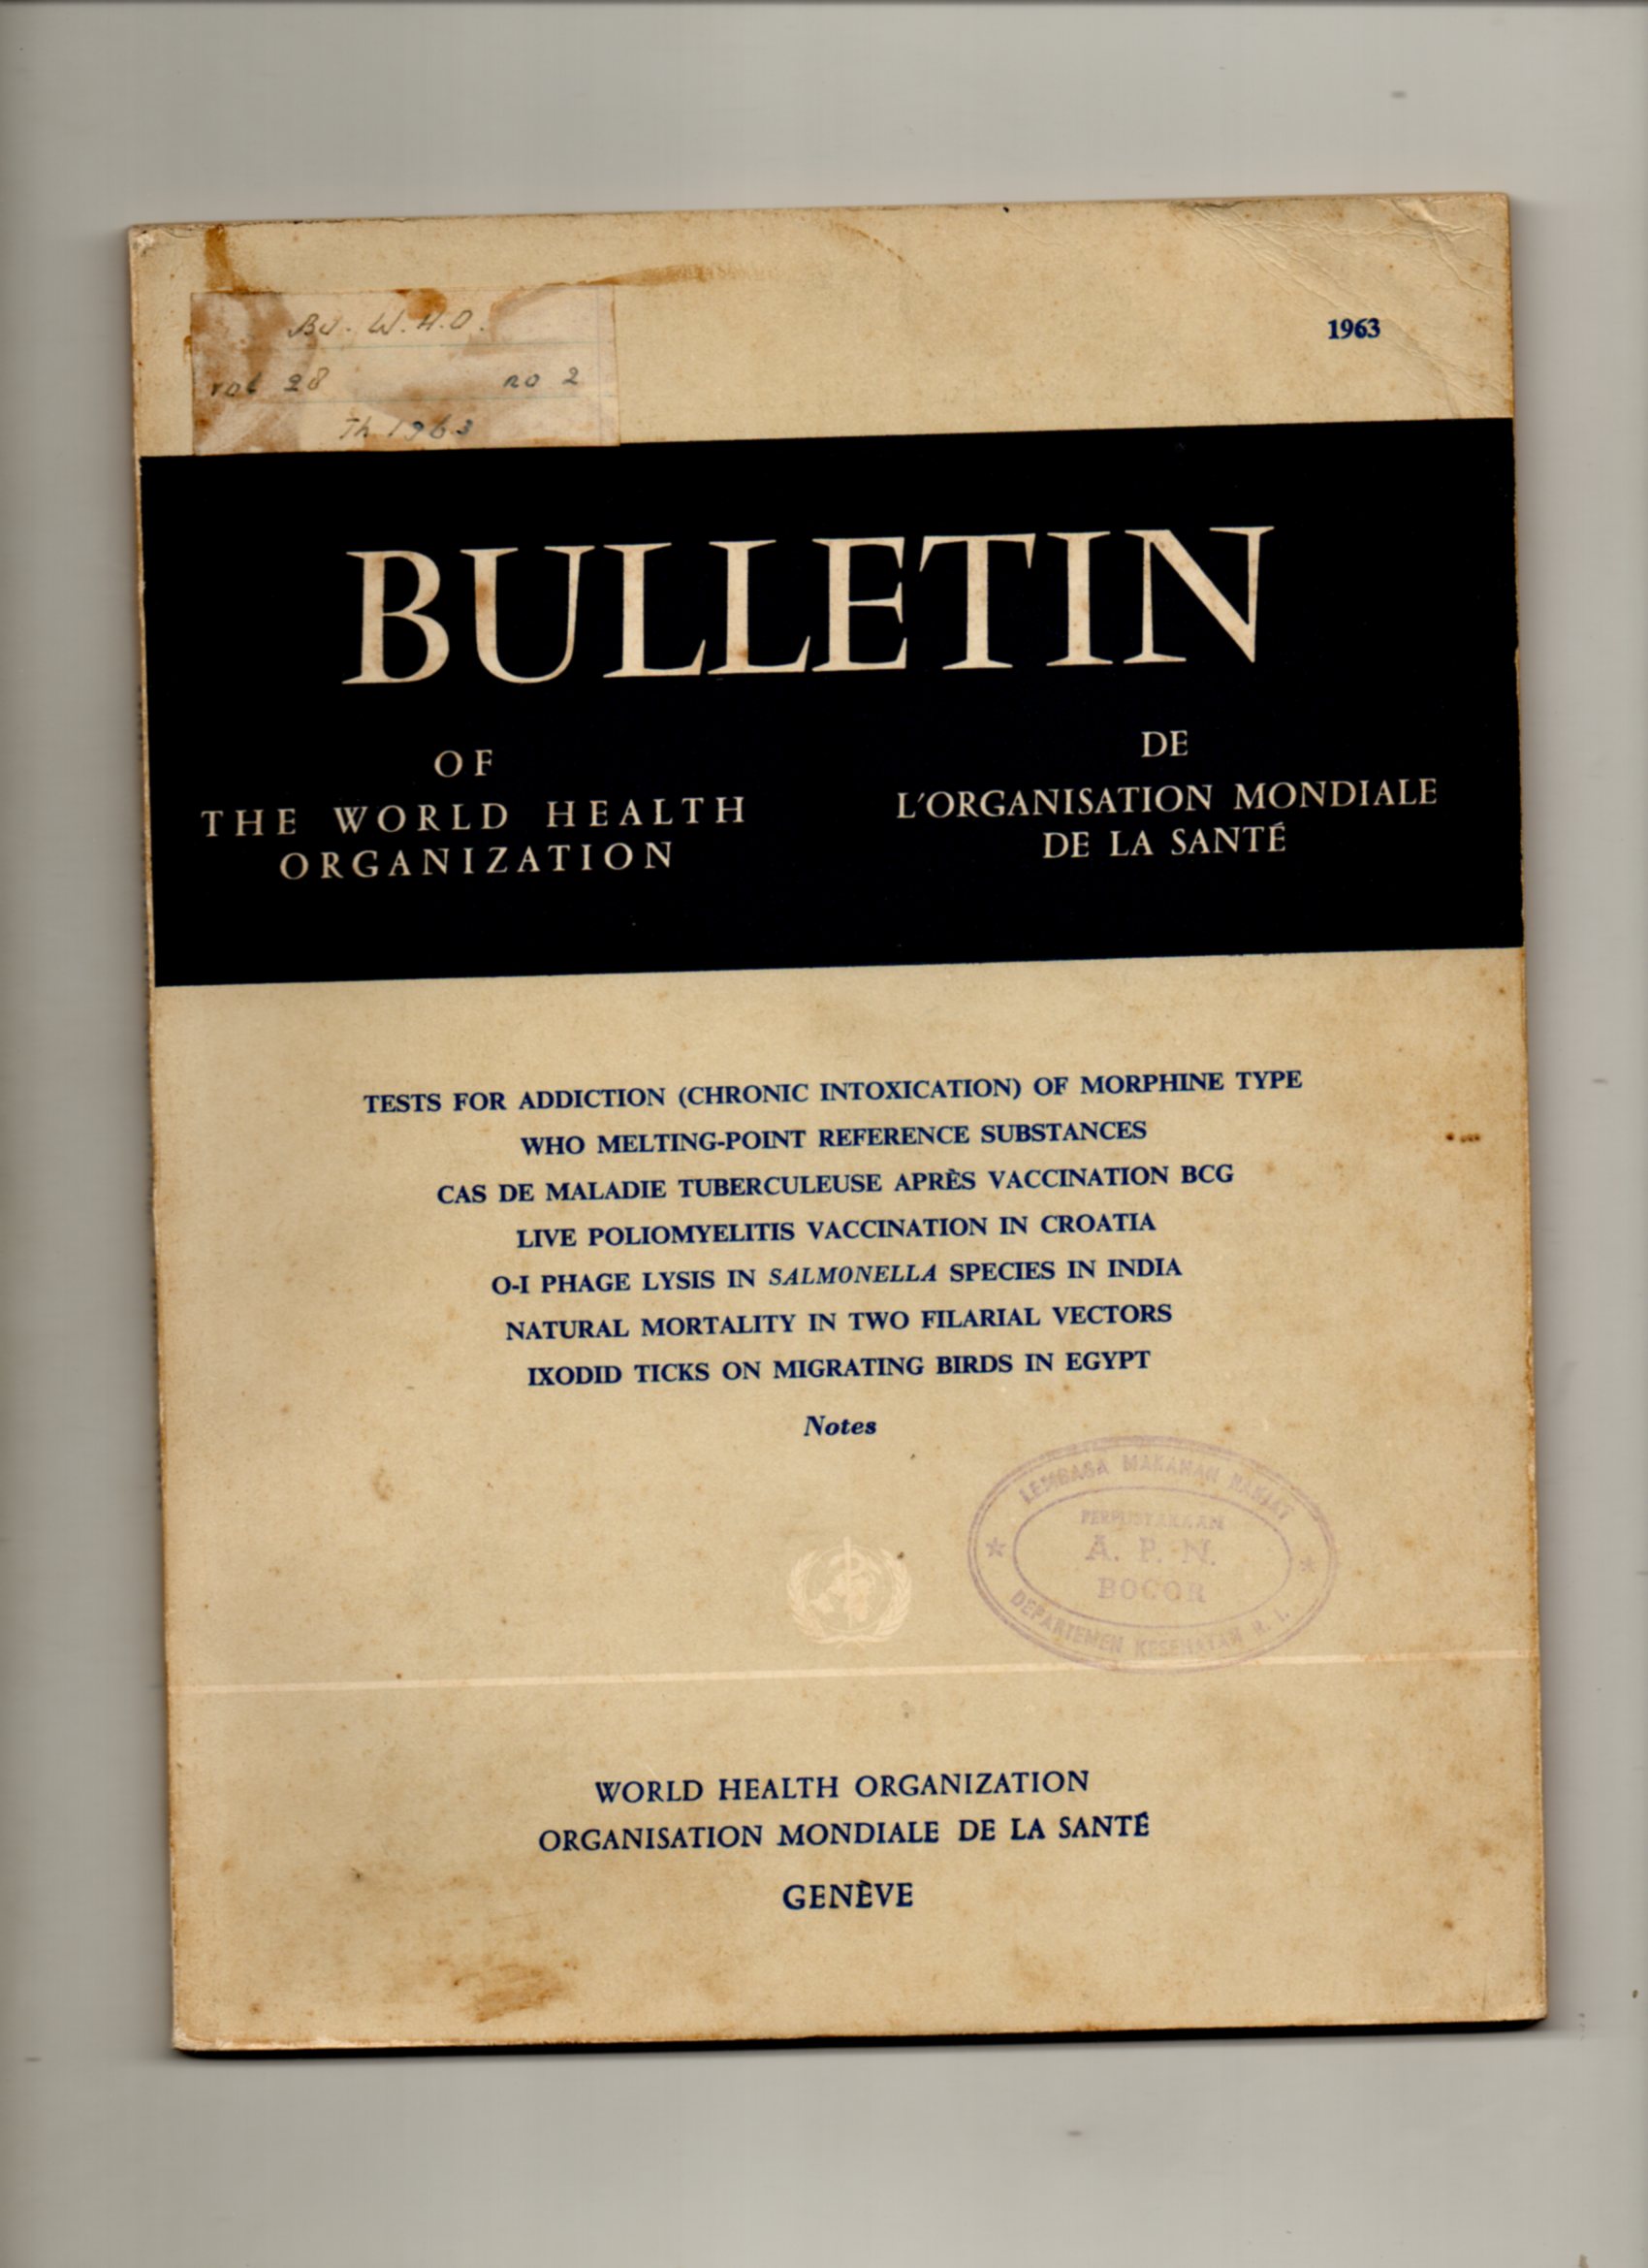 Bu. W.H.O.
vol 28 no 2
Th 1963
1963
BULLETIN
OF
THE WORLD HEALTH
ORGANIZATION
DE
L'ORGANISATION MONDIALE
DE LA SANTÉ
TESTS FOR ADDICTION (CHRONIC INTOXICATION) OF MORPHINE TYPE
WHO MELTING-POINT REFERENCE SUBSTANCES
CAS DE MALADIE TUBERCULEUSE APRÈS VACCINATION BCG
LIVE POLIOMYELITIS VACCINATION IN CROATIA
O-I PHAGE LYSIS IN SALMONELLA SPECIES IN INDIA
NATURAL MORTALITY IN TWO FILARIAL VECTORS
IXODID TICKS ON MIGRATING BIRDS IN EGYPT
Notes
LEMBAGA MAKANAN RAKJAT
PERPUSTAKAAN
A. P. N.
BOGOR
DEPARTEMEN KESEHATAN R. I.
WORLD HEALTH ORGANIZATION
ORGANISATION MONDIALE DE LA SANTÉ
GENÈVE